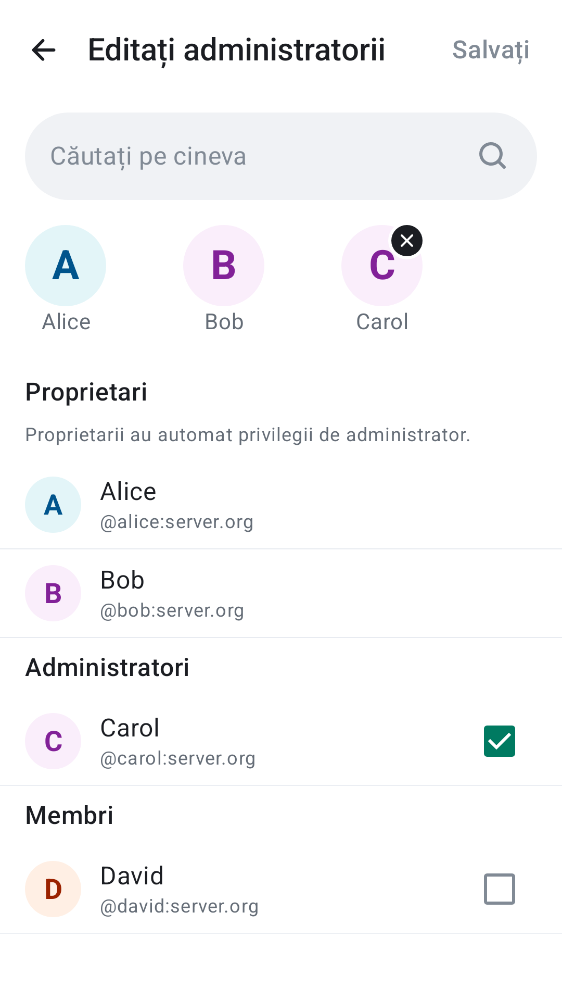 Editați administratorii
Salvați
Căutați pe cineva
A
B
C
Alice
Bob
Carol
Proprietari
Proprietarii au automat privilegii de administrator.
A
Alice
@alice:server.org
B
Bob
@bob:server.org
Administratori
C
Carol
@carol:server.org
Membri
D
David
@david:server.org